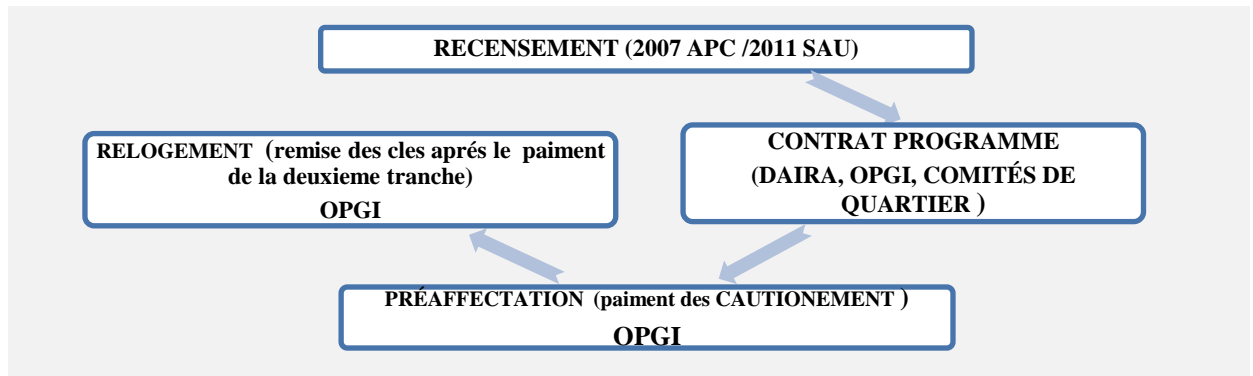 RECENSEMENT (2007 APC /2011 SAU)
CONTRAT PROGRAMME
(DAIRA, OPGI, COMITÉS DE
QUARTIER )
PRÉAFFECTATION (paiment des CAUTIONEMENT )
OPGI
RELOGEMENT (remise des cles aprés le paiment
de la deuxieme tranche)
OPGI